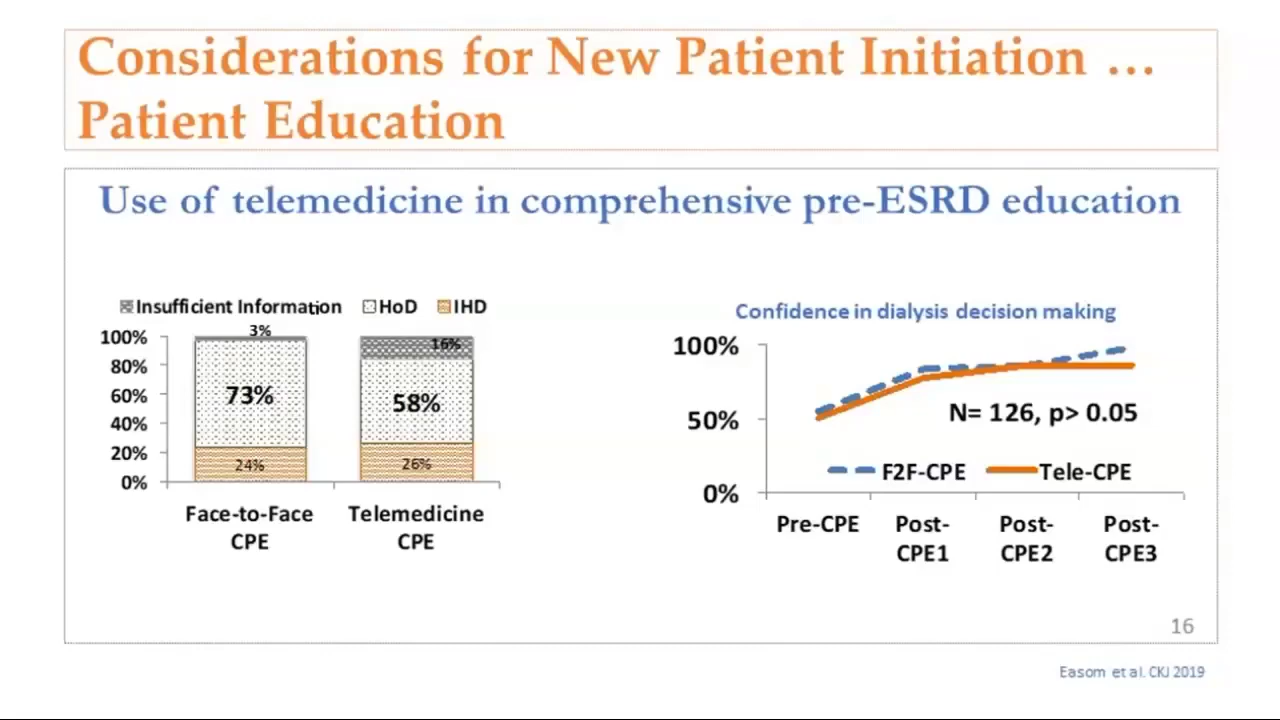 Considerations for New Patient Initiation …
Patient Education
Use of telemedicine in comprehensive pre-ESRD education
Insufficient Information HoD IHD
100%
80%
60%
40%
20%
0%
3%
73%
24%
16%
58%
26%
Face-to-Face
CPE
Telemedicine
CPE
Confidence in dialysis decision making
100%
50%
0%
N= 126, p> 0.05
F2F-CPE Tele-CPE
Pre-CPE
Post-
CPE1
Post-
CPE2
Post-
CPE3
16
Easom et al. CKJ 2019